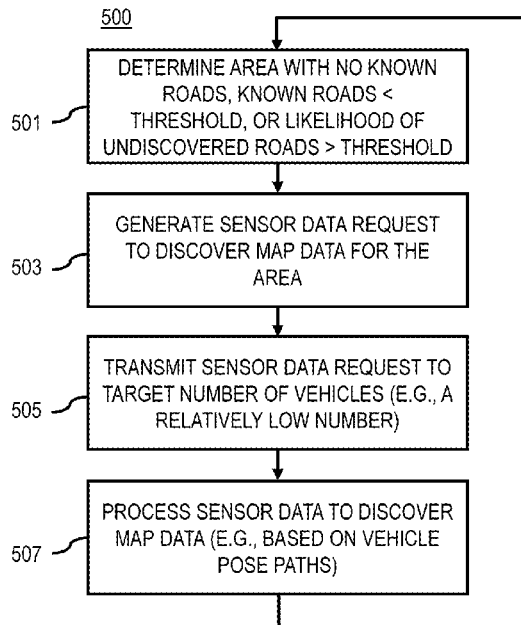 500
DETERMINE AREA WITH NO KNOWN
ROADS, KNOWN ROADS <
THRESHOLD, OR LIKELIHOOD OF
UNDISCOVERED ROADS > THRESHOLD
501
GENERATE SENSOR DATA REQUEST
TO DISCOVER MAP DATA FOR THE
AREA
503
TRANSMIT SENSOR DATA REQUEST TO
TARGET NUMBER OF VEHICLES (E.G., A
RELATIVELY LOW NUMBER)
505
PROCESS SENSOR DATA TO DISCOVER
MAP DATA (E.G., BASED ON VEHICLE
POSE PATHS)
507